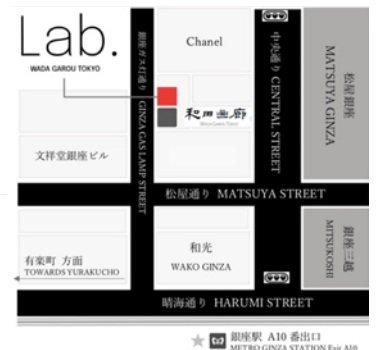 Lab.
WADA GAROU TOKYO
Chanel
銀座ガス灯通り GINZA GAS LAMP STREET
中央通り CENTRAL STREET
松屋銀座
MATSUYA GINZA
和田画廊
WADA GAROU TOKYO
文祥堂銀座ビル
松屋通り MATSUYA STREET
有楽町 方面
TOWARDS YURAKUCHO
和光
WAKO GINZA
銀座三越
MITSUKOSHI
晴海通り HARUMI STREET
銀座駅 A10 番出口
METRO GINZA STATION Exit A10